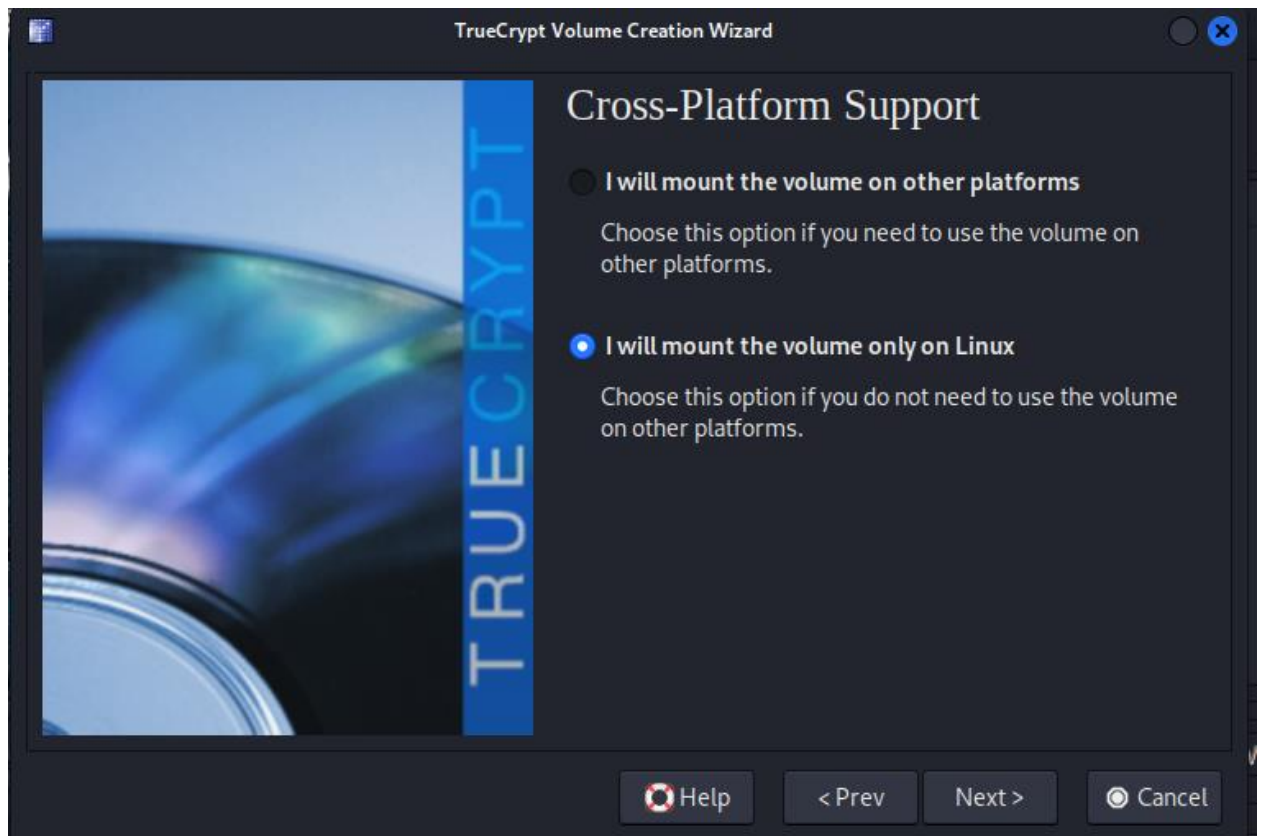 TrueCrypt Volume Creation Wizard
TRUECRYPT
Cross-Platform Support
I will mount the volume on other platforms
Choose this option if you need to use the volume on
other platforms.
I will mount the volume only on Linux
Choose this option if you do not need to use the volume
on other platforms.
Help
< Prev
Next >
Cancel